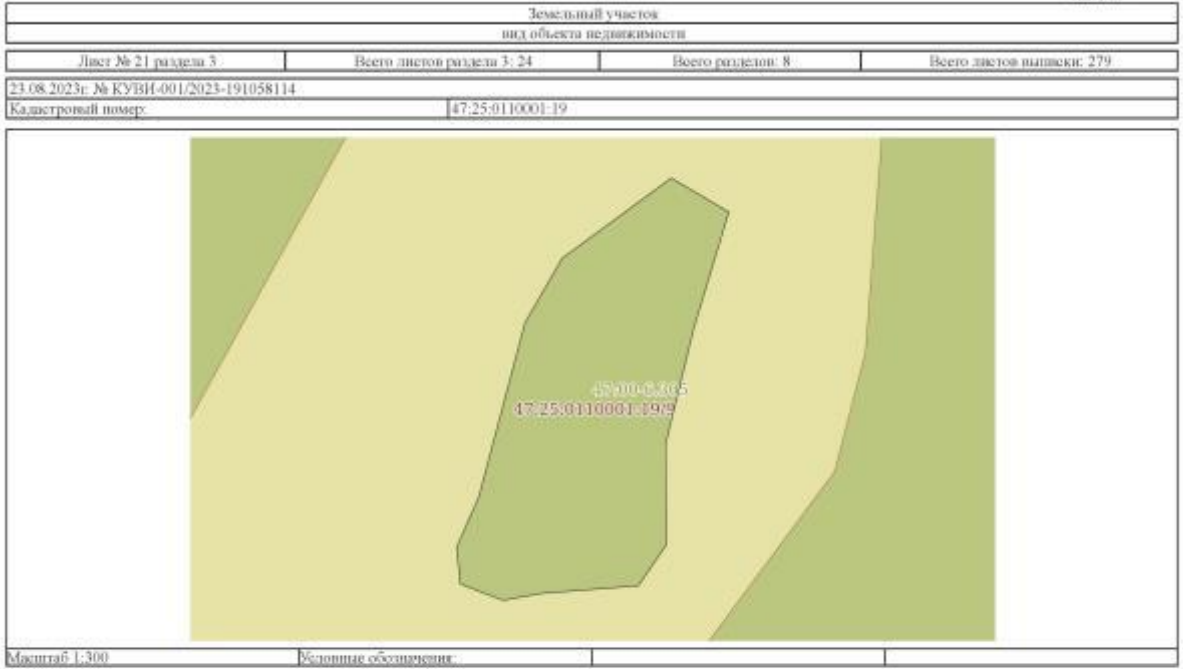 Земельный участок
вид объекта недвижимости
Лист № 21 раздела 3 Всего листов раздела 3: 24 Всего разделов: 8 Всего листов выписки: 279
23.08.2023г. № КУВИ-001/2023-191058114
Кадастровый номер: 47:25:0110001:19
47:25:0110001:19/9
Масштаб 1:300 Условные обозначения: